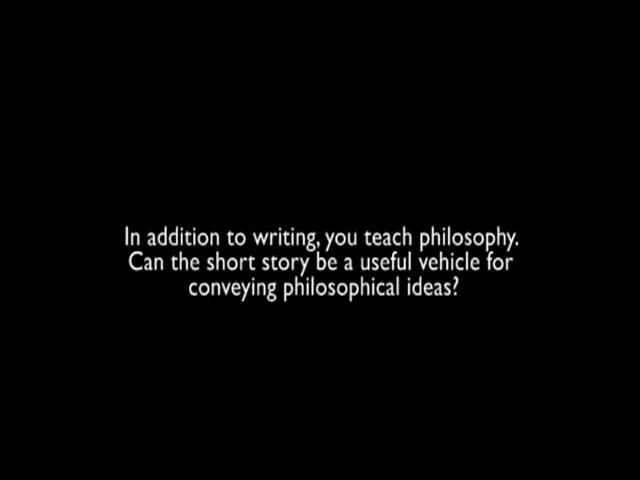 In addition to writing, you teach philosophy.
Can the short story be a useful vehicle for
conveying philosophical ideas?